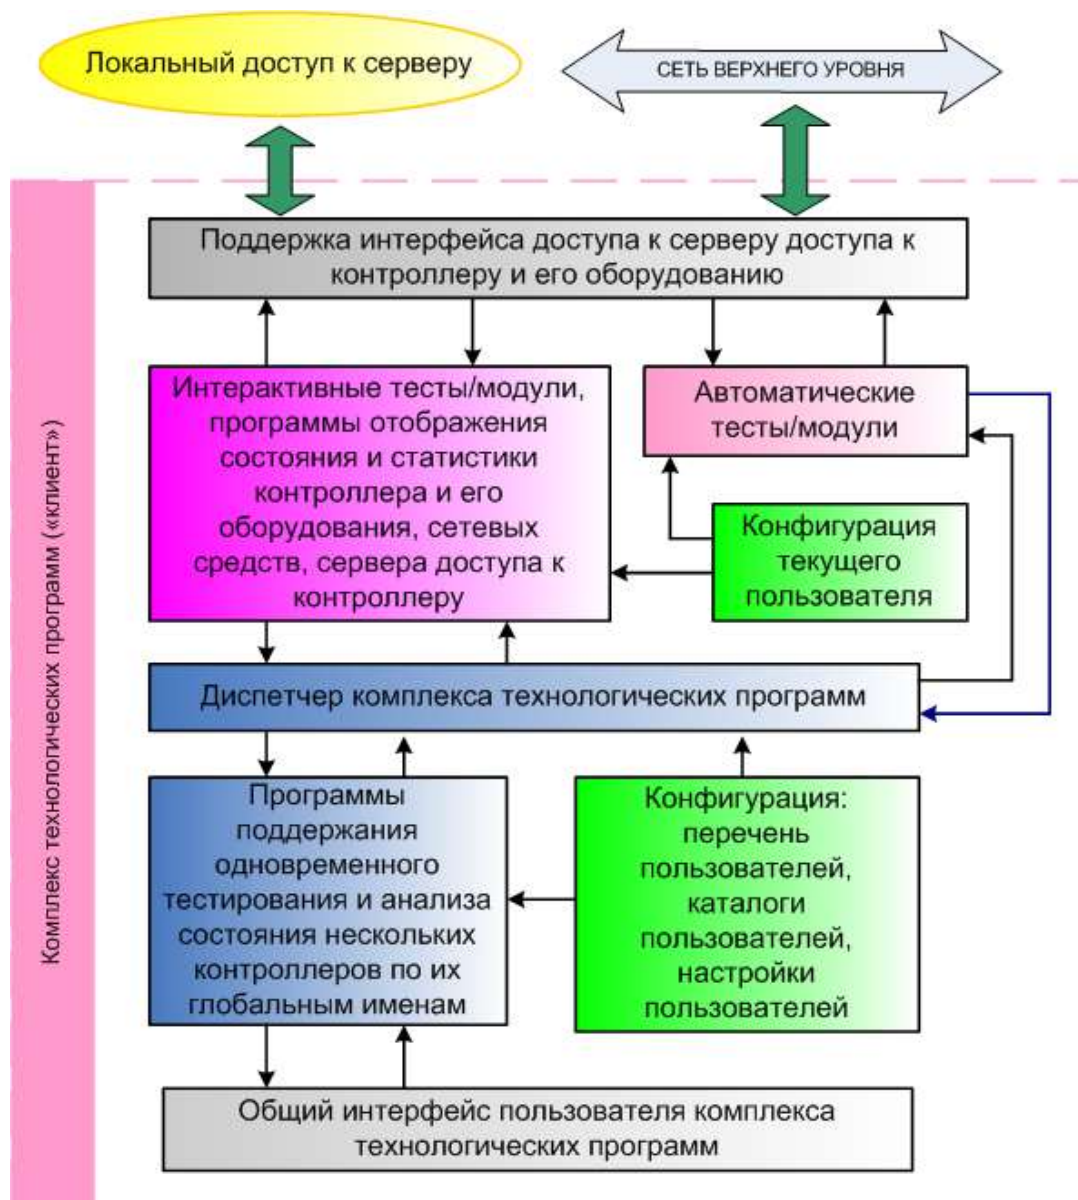 Локальный доступ к серверу
СЕТЬ ВЕРХНЕГО УРОВНЯ
Поддержка интерфейса доступа к серверу доступа к
контроллеру и его оборудованию
Интерактивные тесты/модули,
программы отображения
состояния и статистики
контроллера и его
оборудования, сетевых
средств, сервера доступа к
контроллеру
Автоматические
тесты/модули
Конфигурация
текущего
пользователя
Комплекс технологических программ («клиент»)
Диспетчер комплекса технологических программ
Программы
поддержания
одновременного
тестирования и анализа
состояния нескольких
контроллеров по их
глобальным именам
Конфигурация:
перечень
пользователей,
каталоги
пользователей,
настройки
пользователей
Общий интерфейс пользователя комплекса
технологических программ